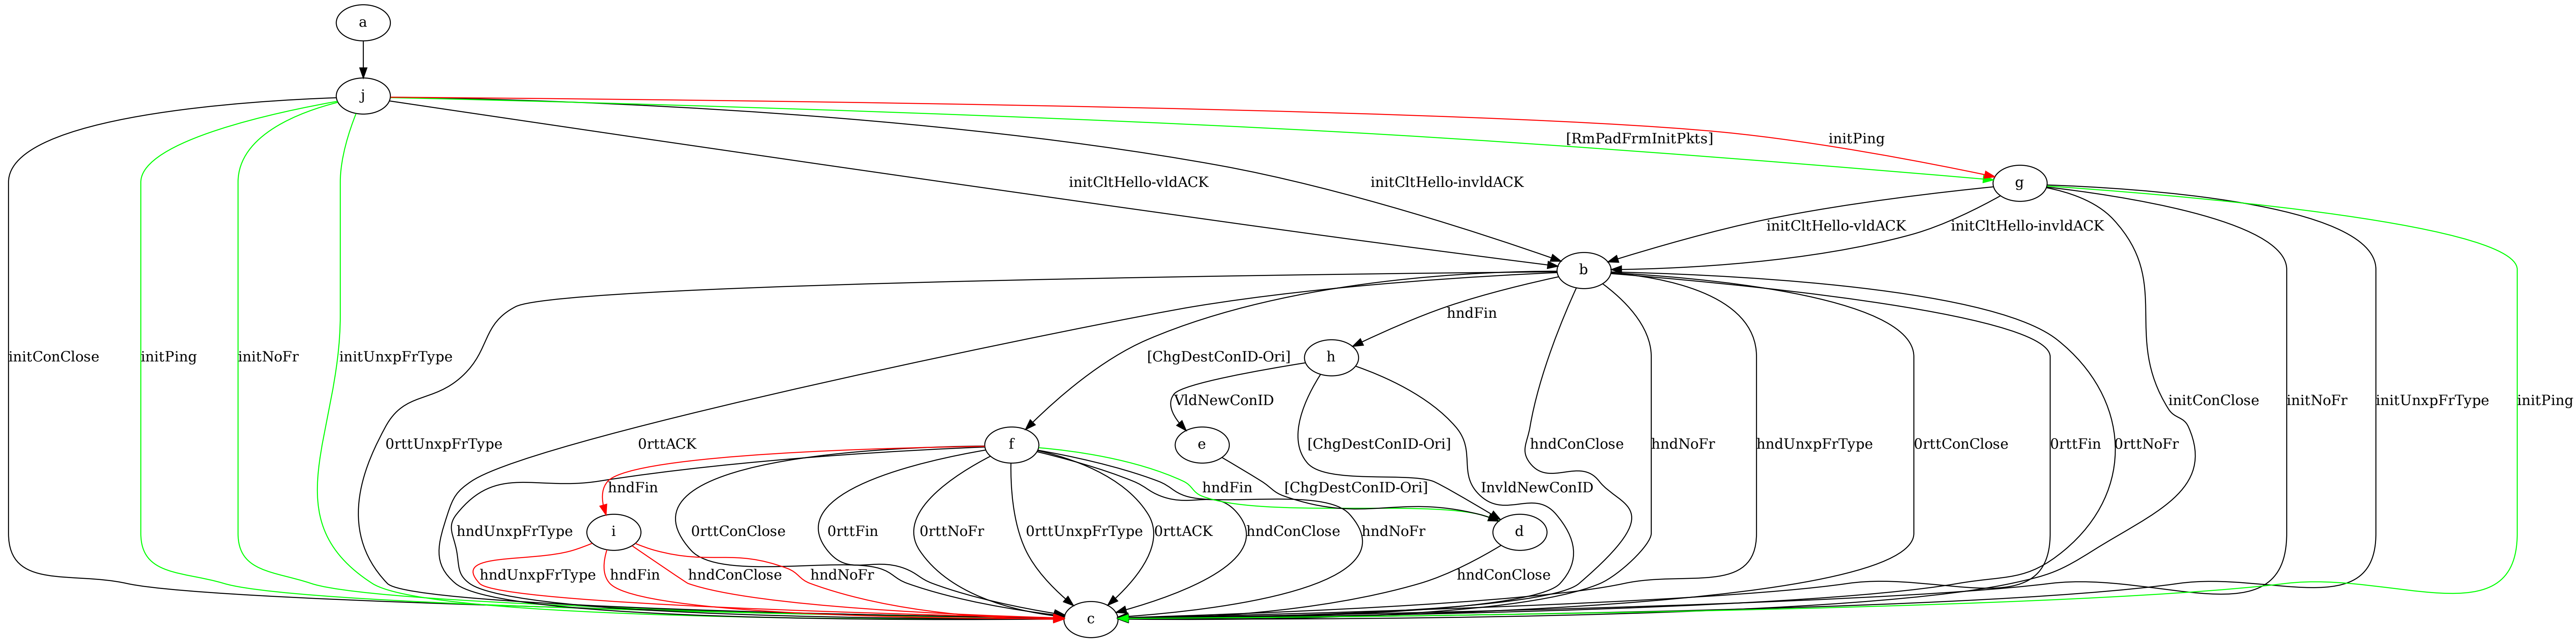 a
j
[RmPadFrmInitPkts]
initPing
initCltHello-vldACK
initCltHello-invldACK
g
initCltHello-vldACK
initCltHello-invldACK
b
hndFin
initConClose
initPing
initNoFr
initUnxpFrType
[ChgDestConID-Ori]
h
VldNewConID
initConClose
initNoFr
initUnxpFrType
initPing
0rttUnxpFrType
0rttACK
f
e
[ChgDestConID-Ori]
hndConClose
hndNoFr
hndUnxpFrType
0rttConClose
0rttFin
0rttNoFr
hndFin
hndFin
[ChgDestConID-Ori]
InvldNewConID
hndUnxpFrType
i
0rttConClose
0rttFin
0rttNoFr
0rttUnxpFrType
0rttACK
hndConClose
hndNoFr
d
hndUnxpFrType
hndFin
hndConClose
hndNoFr
hndConClose
c